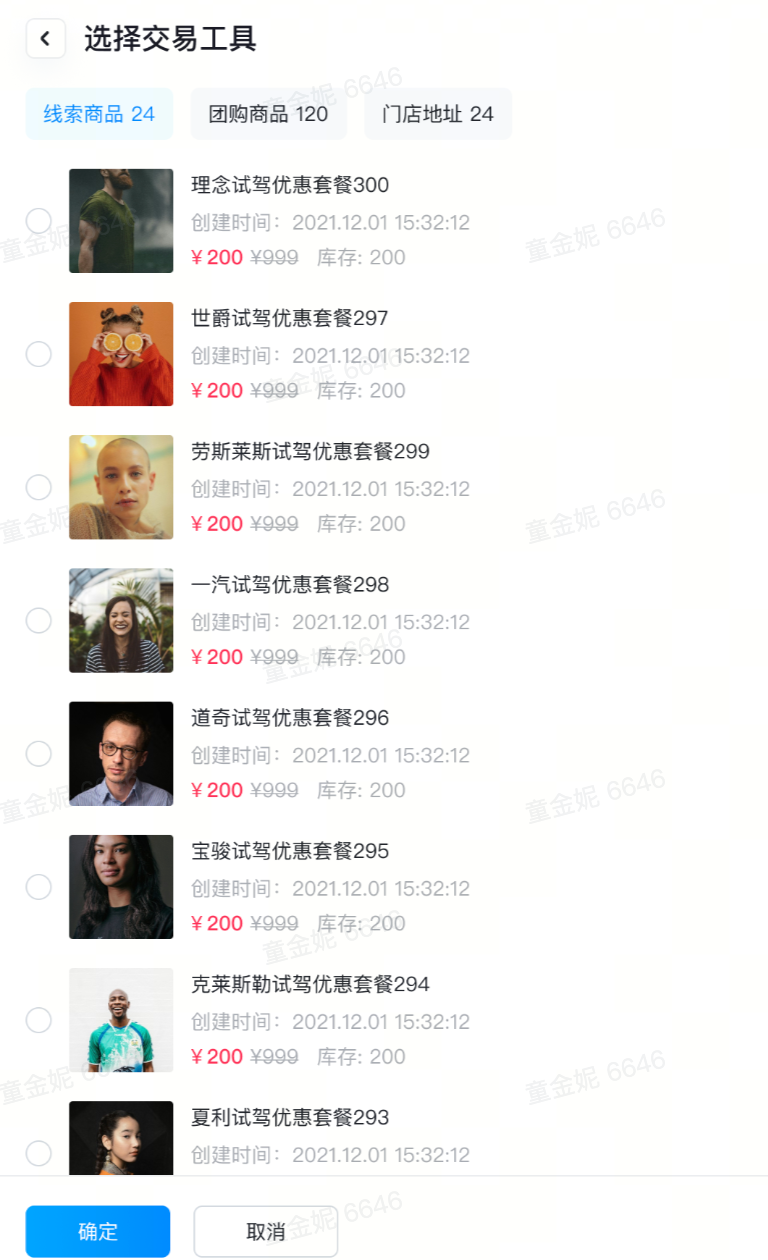 选择交易工具
线索商品 24 团购商品 120 门店地址 24
理念试驾优惠套餐300
创建时间：2021.12.01 15:32:12
¥200 ¥999 库存: 200
世爵试驾优惠套餐297
创建时间：2021.12.01 15:32:12
¥200 ¥999 库存: 200
劳斯莱斯试驾优惠套餐299
创建时间：2021.12.01 15:32:12
¥200 ¥999 库存: 200
一汽试驾优惠套餐298
创建时间：2021.12.01 15:32:12
¥200 ¥999 库存: 200
道奇试驾优惠套餐296
创建时间：2021.12.01 15:32:12
¥200 ¥999 库存: 200
宝骏试驾优惠套餐295
创建时间：2021.12.01 15:32:12
¥200 ¥999 库存: 200
克莱斯勒试驾优惠套餐294
创建时间：2021.12.01 15:32:12
¥200 ¥999 库存: 200
夏利试驾优惠套餐293
创建时间：2021.12.01 15:32:12
确定 取消
童金妮 6646